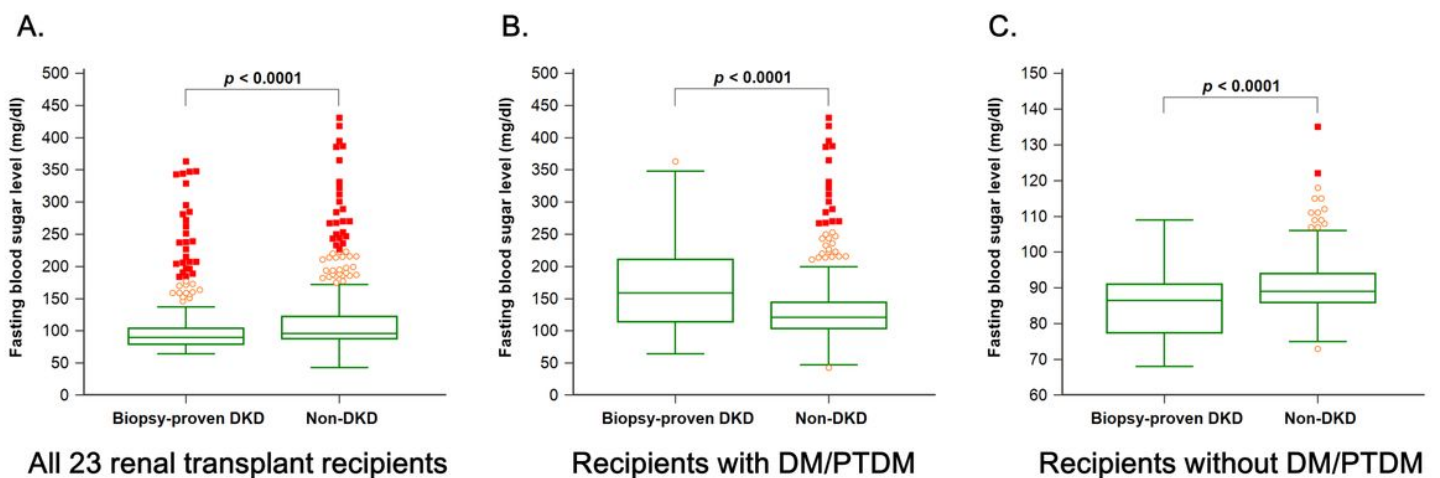 A.
Fasting blood sugar level (mg/dl)
500
450
400
350
300
250
200
150
100
50
0
p < 0.0001
Biopsy-proven DKD
Non-DKD
All 23 renal transplant recipients
B.
Fasting blood sugar level (mg/dl)
500
450
400
350
300
250
200
150
100
50
0
p < 0.0001
Biopsy-proven DKD
Non-DKD
Recipients with DM/PTDM
C.
Fasting blood sugar level (mg/dl)
150
140
130
120
110
100
90
80
70
60
p < 0.0001
Biopsy-proven DKD
Non-DKD
Recipients without DM/PTDM